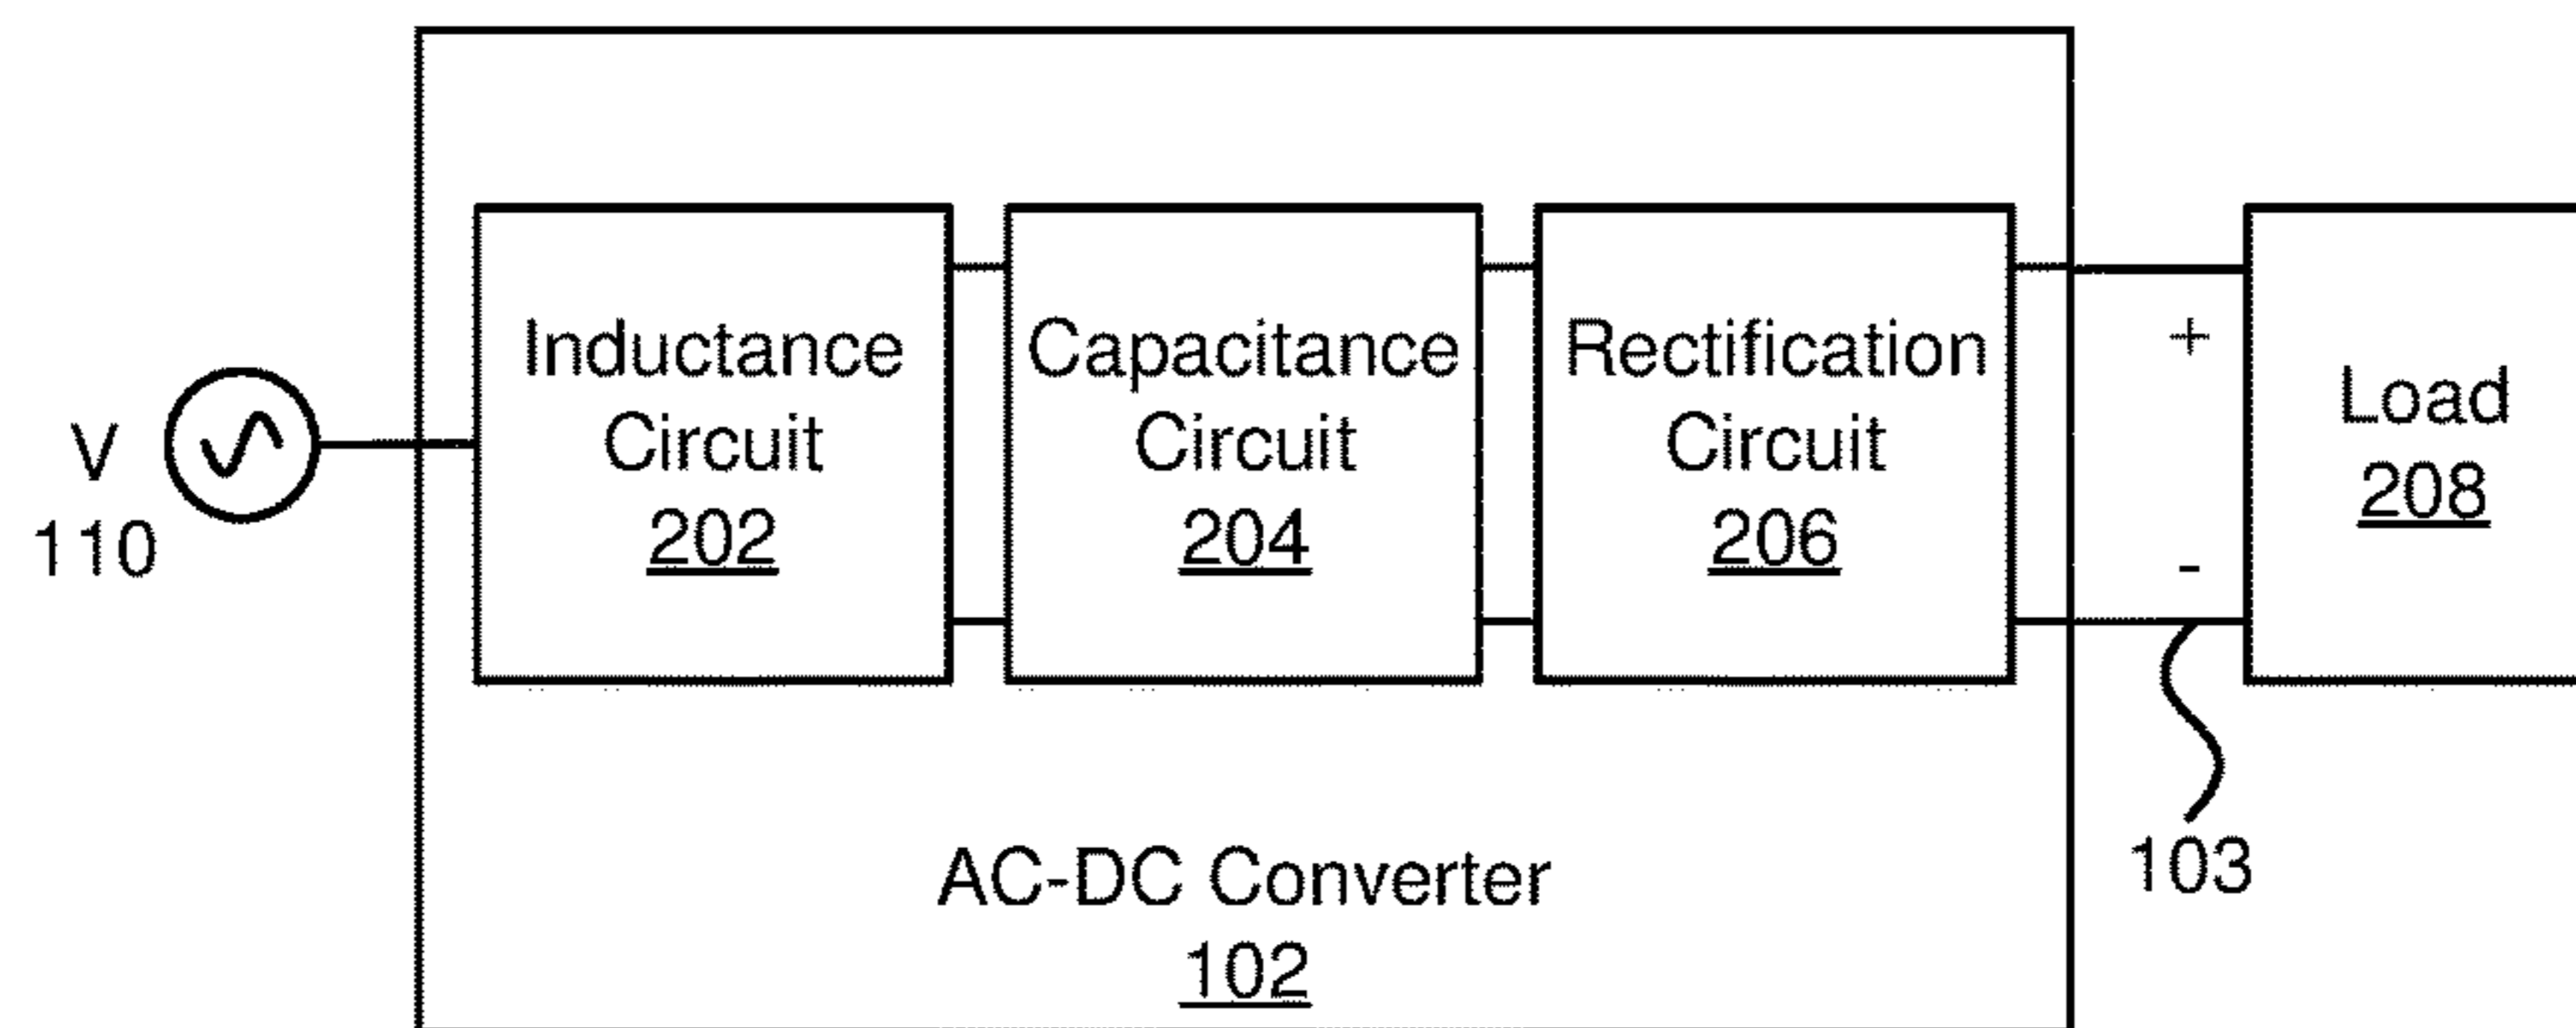 V
110
Inductance
Circuit
202
Capacitance
Circuit
204
Rectification
Circuit
206
+
-
Load
208
103
AC-DC Converter
102